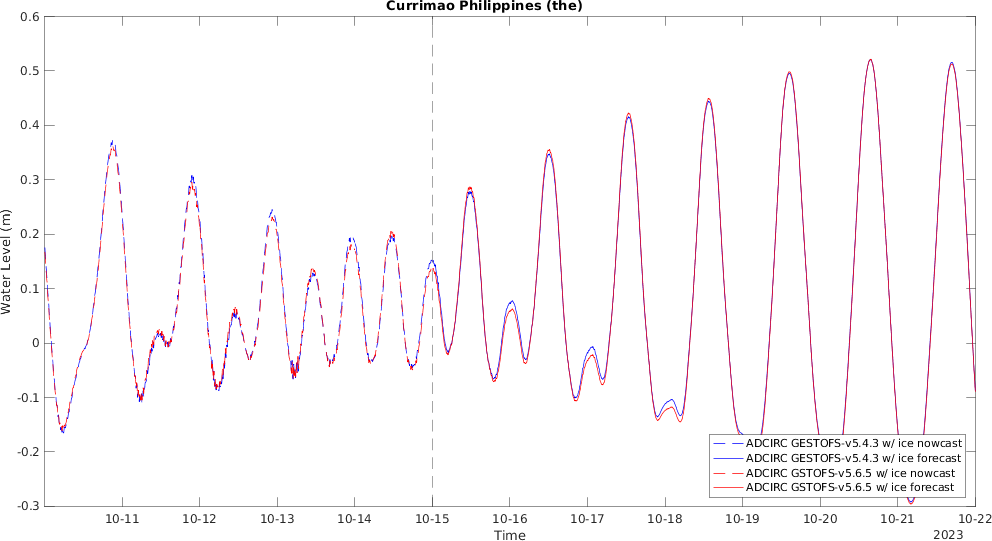 Currimao Philippines (the)
0.6
0.5
0.4
0.3
0.2
0.1
0
-0.1
-0.2
-0.3
Water Level (m)
ADCIRC GESTOFS-v5.4.3 w/ ice nowcast
ADCIRC GESTOFS-v5.4.3 w/ ice forecast
ADCIRC GSTOFS-v5.6.5 w/ ice nowcast
ADCIRC GSTOFS-v5.6.5 w/ ice forecast
10-11 10-12 10-13 10-14 10-15 10-16 10-17 10-18 10-19 10-20 10-21 10-22
Time
2023